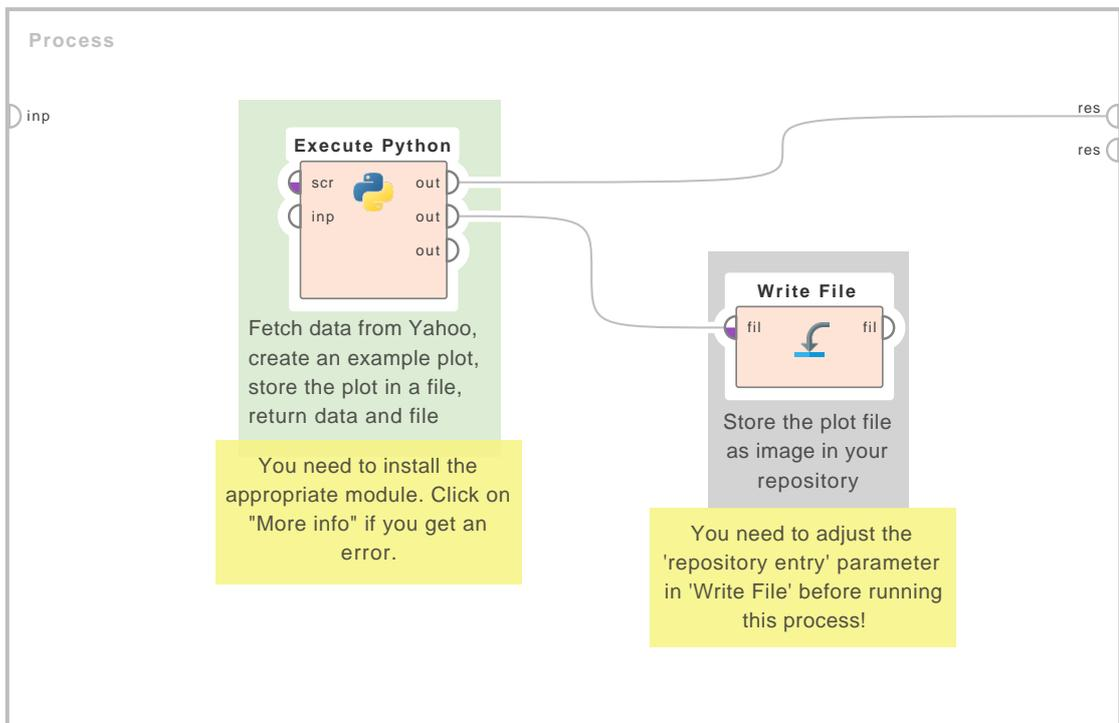 Process
inp
res
res
Execute Python
scr
out
inp
out
out
Fetch data from Yahoo,
create an example plot,
store the plot in a file,
return data and file
You need to install the
appropriate module. Click on
"More info" if you get an
error.
Write File
fil
fil
Store the plot file
as image in your
repository
You need to adjust the
'repository entry' parameter
in 'Write File' before running
this process!